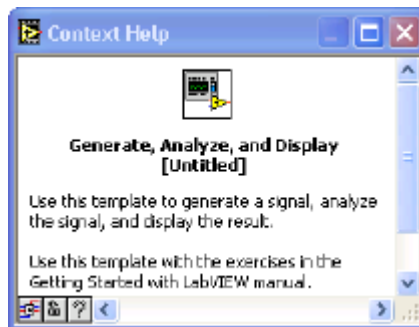 Context Help
Generate, Analyze, and Display
[Untitled]
Use this template to generate a signal, analyze
the signal, and display the result.
Use this template with the exercises in the
Getting Started with LabVIEW manual.
?